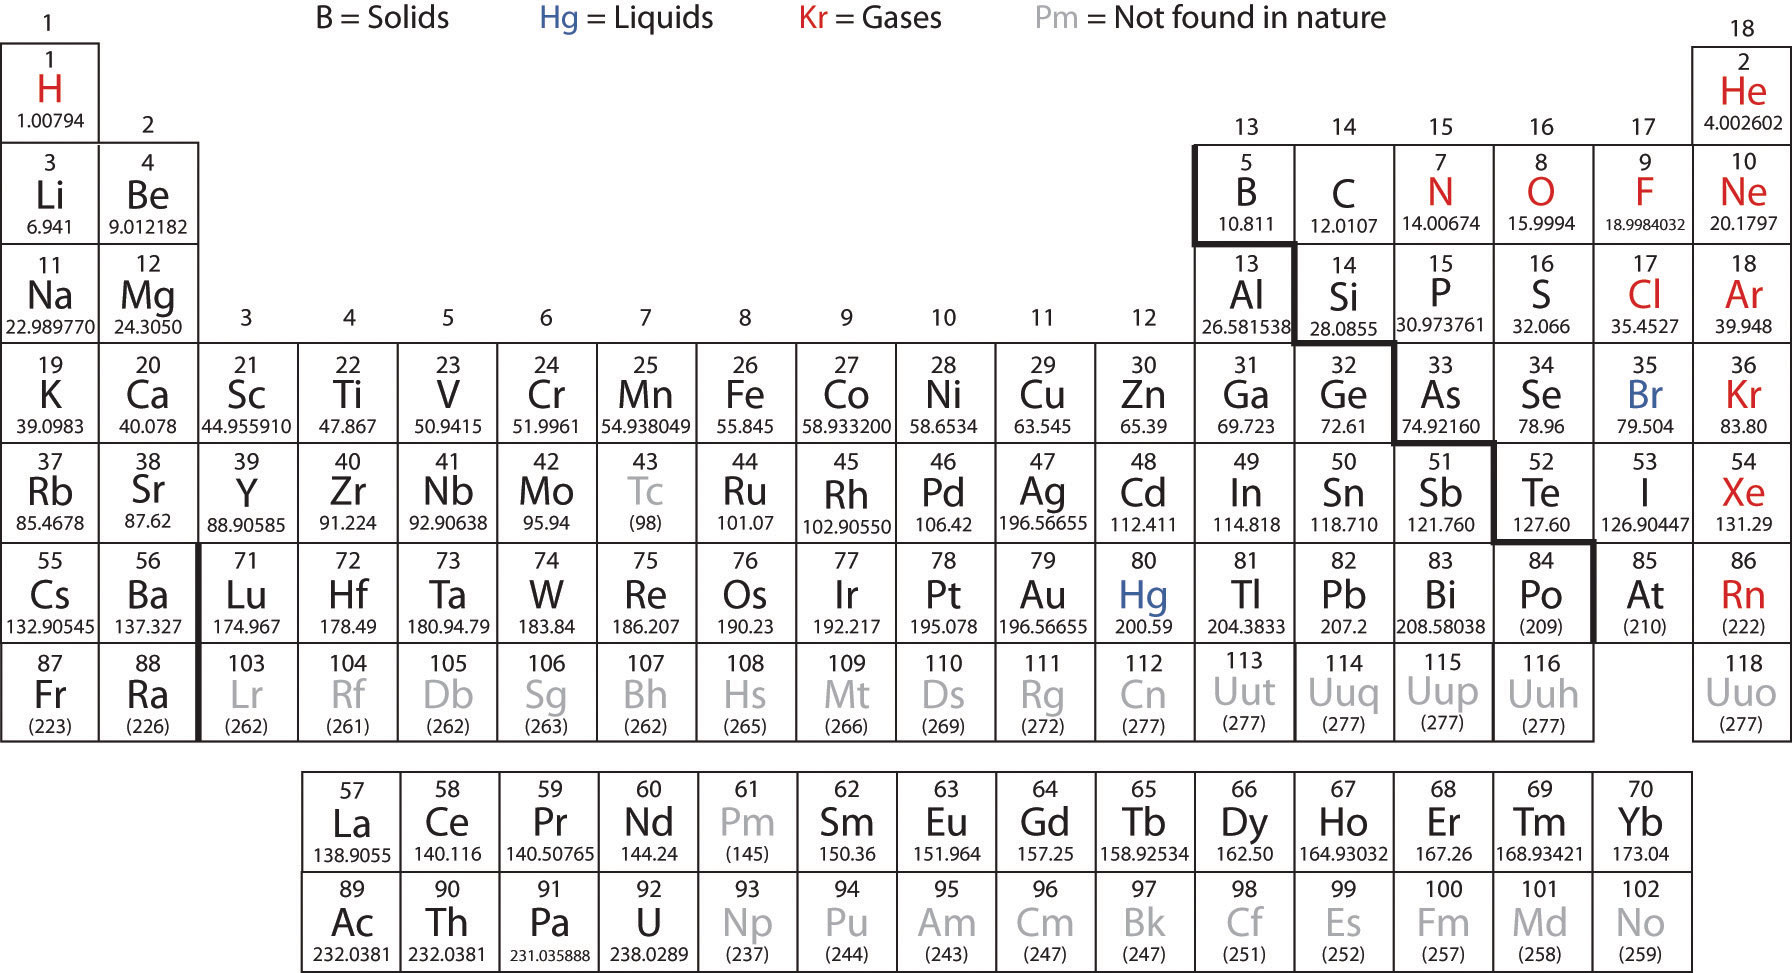 B = Solids Hg = Liquids Kr = Gases Pm = Not found in nature
1 18
1 2
H He
1.00794 4.002602
2 13 14 15 16 17
3 4 5 7 8 9 10
Li Be B C N O F Ne
6.941 9.012182 10.811 12.0107 14.00674 15.9994 18.9984032 20.1797
11 12 13 14 15 16 17 18
Na Mg Al Si P S Cl Ar
22.989770 24.3050 26.581538 28.0855 30.973761 32.066 35.4527 39.948
3 4 5 6 7 8 9 10 11 12
19 20 21 22 23 24 25 26 27 28 29 30 31 32 33 34 35 36
K Ca Sc Ti V Cr Mn Fe Co Ni Cu Zn Ga Ge As Se Br Kr
39.0983 40.078 44.955910 47.867 50.9415 51.9961 54.938049 55.845 58.933200 58.6534 63.545 65.39 69.723 72.61 74.92160 78.96 79.504 83.80
37 38 39 40 41 42 43 44 45 46 47 48 49 50 51 52 53 54
Rb Sr Y Zr Nb Mo Tc Ru Rh Pd Ag Cd In Sn Sb Te I Xe
85.4678 87.62 88.90585 91.224 92.90638 95.94 (98) 101.07 102.90550 106.42 196.56655 112.411 114.818 118.710 121.760 127.60 126.90447 131.29
55 56 71 72 73 74 75 76 77 78 79 80 81 82 83 84 85 86
Cs Ba Lu Hf Ta W Re Os Ir Pt Au Hg Tl Pb Bi Po At Rn
132.90545 137.327 174.967 178.49 180.94.79 183.84 186.207 190.23 192.217 195.078 196.56655 200.59 204.3833 207.2 208.58038 (209) (210) (222)
87 88 103 104 105 106 107 108 109 110 111 112 113 114 115 116 118
Fr Ra Lr Rf Db Sg Bh Hs Mt Ds Rg Cn Uut Uuq Uup Uuh Uuo
(223) (226) (262) (261) (262) (263) (262) (265) (266) (269) (272) (277) (277) (277) (277) (277) (277)
57 58 59 60 61 62 63 64 65 66 67 68 69 70
La Ce Pr Nd Pm Sm Eu Gd Tb Dy Ho Er Tm Yb
138.9055 140.116 140.50765 144.24 (145) 150.36 151.964 157.25 158.92534 162.50 164.93032 167.26 168.93421 173.04
89 90 91 92 93 94 95 96 97 98 99 100 101 102
Ac Th Pa U Np Pu Am Cm Bk Cf Es Fm Md No
232.0381 232.0381 231.035888 238.0289 (237) (244) (243) (247) (247) (251) (252) (257) (258) (259)